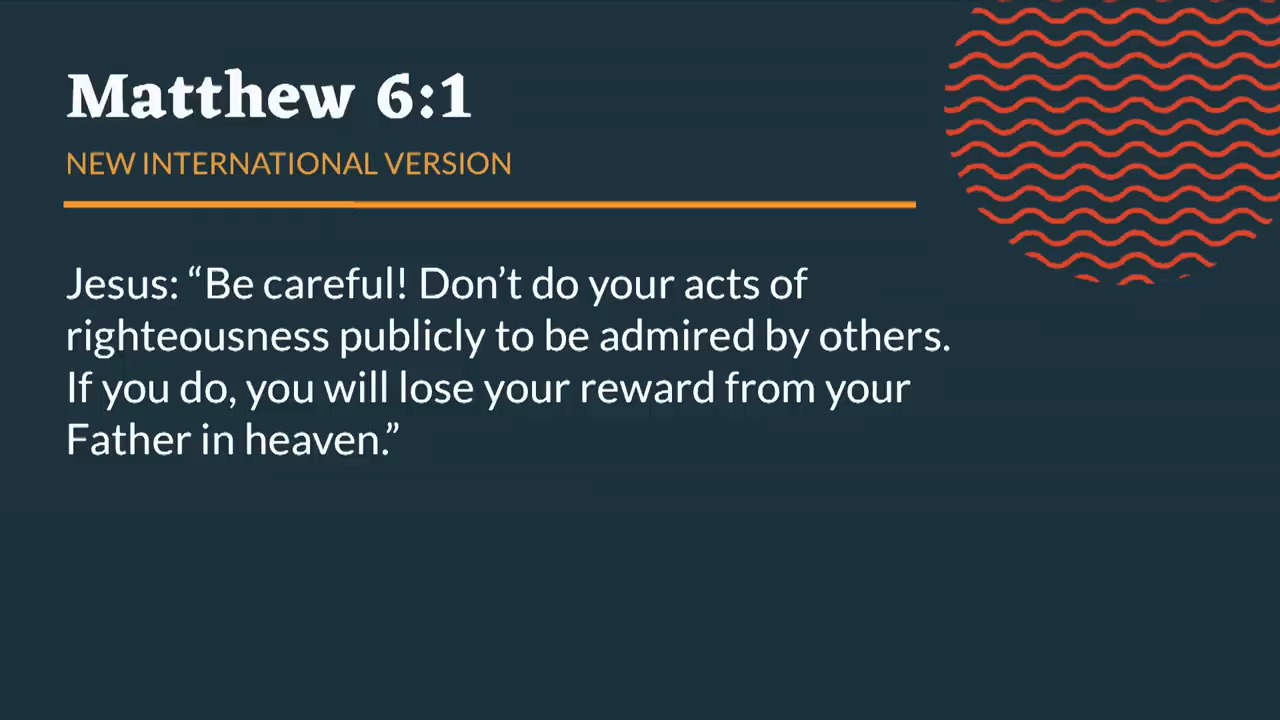 Matthew 6:1
NEW INTERNATIONAL VERSION
Jesus: “Be careful! Don’t do your acts of
righteousness publicly to be admired by others.
If you do, you will lose your reward from your
Father in heaven.”